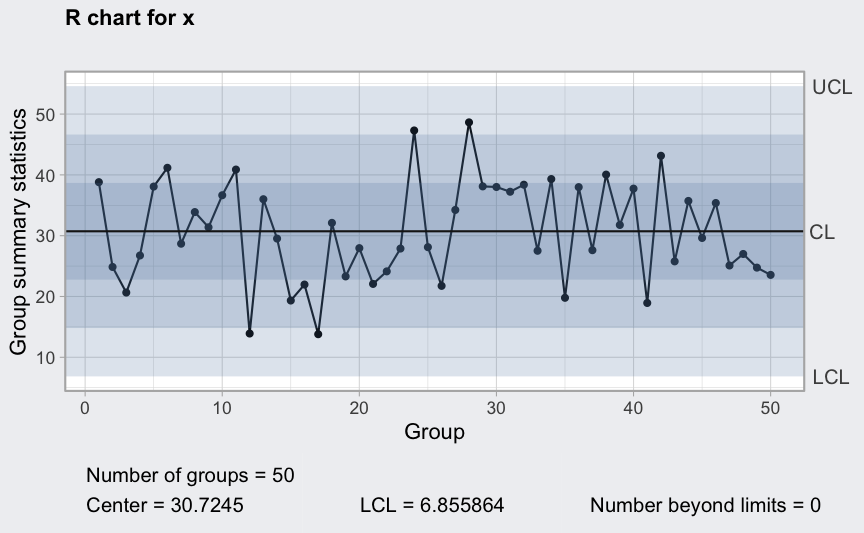 R chart for x
UCL
50
40
30
CL
20
10
LCL
Group summary statistics
0 10 20 30 40 50
Group
Number of groups = 50
Center = 30.7245 LCL = 6.855864 Number beyond limits = 0